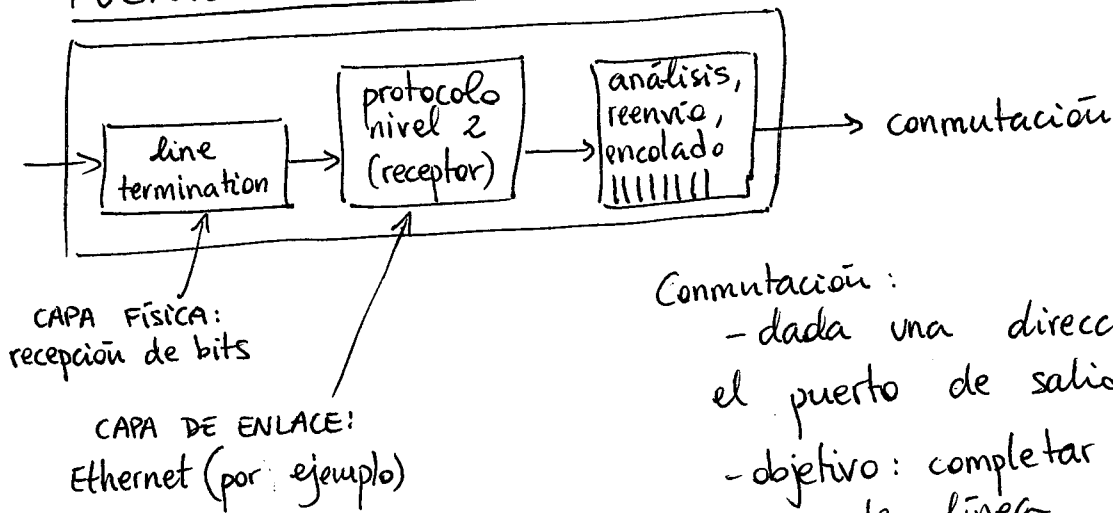 line
termination
protocolo
nivel 2
(receptor)
análisis,
reenvío,
encolado
conmutación
CAPA FÍSICA:
recepción de bits
CAPA DE ENLACE:
Ethernet (por ejemplo)
Conmutación:
- dada una direcc
el puerto de salid
- objetivo: completar